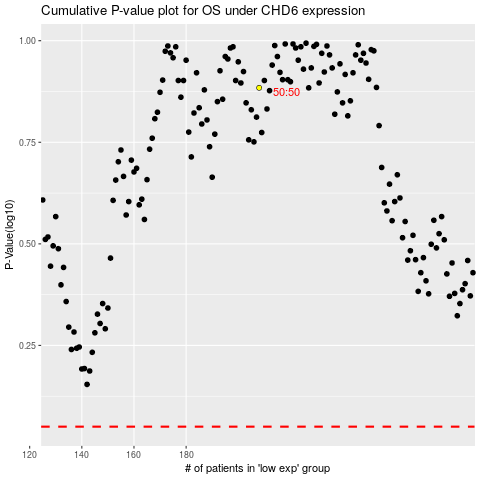 Cumulative P-value plot for OS under CHD6 expression
1.00
0.75
0.50
0.25
P-Value(log10)
50:50
120 140 160 180
# of patients in 'low exp' group